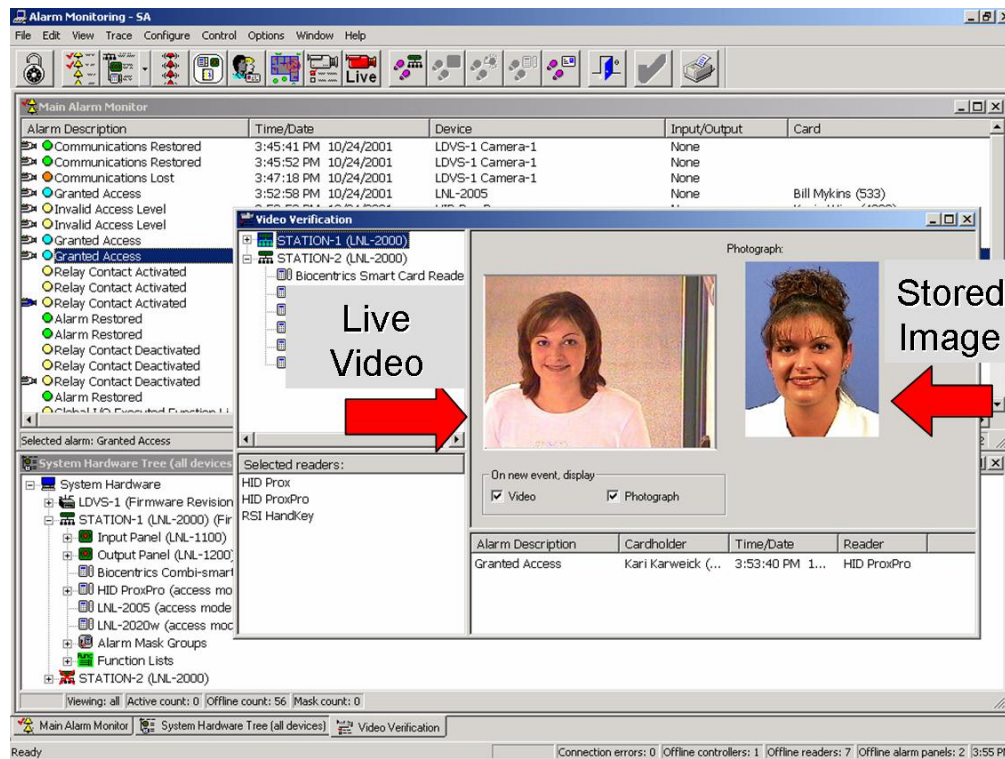 Alarm Monitoring - SA
File Edit View Trace Configure Control Options Window Help
Live
Main Alarm Monitor
Alarm Description Time/Date Device Input/Output Card
Communications Restored 3:45:41 PM 10/24/2001 LDVS-1 Camera-1 None
Communications Restored 3:45:52 PM 10/24/2001 LDVS-1 Camera-1 None
Communications Lost 3:47:18 PM 10/24/2001 LDVS-1 Camera-1 None
Granted Access 3:52:58 PM 10/24/2001 LNL-2005 None Bill Mykins (533)
Invalid Access Level
Invalid Access Level
Granted Access
Granted Access
Relay Contact Activated
Relay Contact Activated
Relay Contact Activated
Alarm Restored
Alarm Restored
Relay Contact Deactivated
Relay Contact Deactivated
Relay Contact Deactivated
Alarm Restored
Selected alarm: Granted Access
Video Verification
STATION-1 (LNL-2000)
STATION-2 (LNL-2000)
Biocentrics Smart Card Reade
Live
Video
Photograph:
Stored
Image
On new event, display
Video Photograph
Selected readers:
HID Prox
HID ProxPro
RSI HandKey
Alarm Description Cardholder Time/Date Reader
Granted Access Kari Karweick (... 3:53:40 PM 1... HID ProxPro
System Hardware Tree (all devices
System Hardware
LDVS-1 (Firmware Revision
STATION-1 (LNL-2000) (Fir
Input Panel (LNL-1100)
Output Panel (LNL-1200)
Biocentrics Combi-smart
HID ProxPro (access mo
LNL-2005 (access mode
LNL-2020w (access moc
Alarm Mask Groups
Function Lists
STATION-2 (LNL-2000)
Viewing: all Active count: 0 Offline count: 56 Mask count: 0
Main Alarm Monitor System Hardware Tree (all devices) Video Verification
Ready Connection errors: 0 Offline controllers: 1 Offline readers: 7 Offline alarm panels: 2 3:55 PM